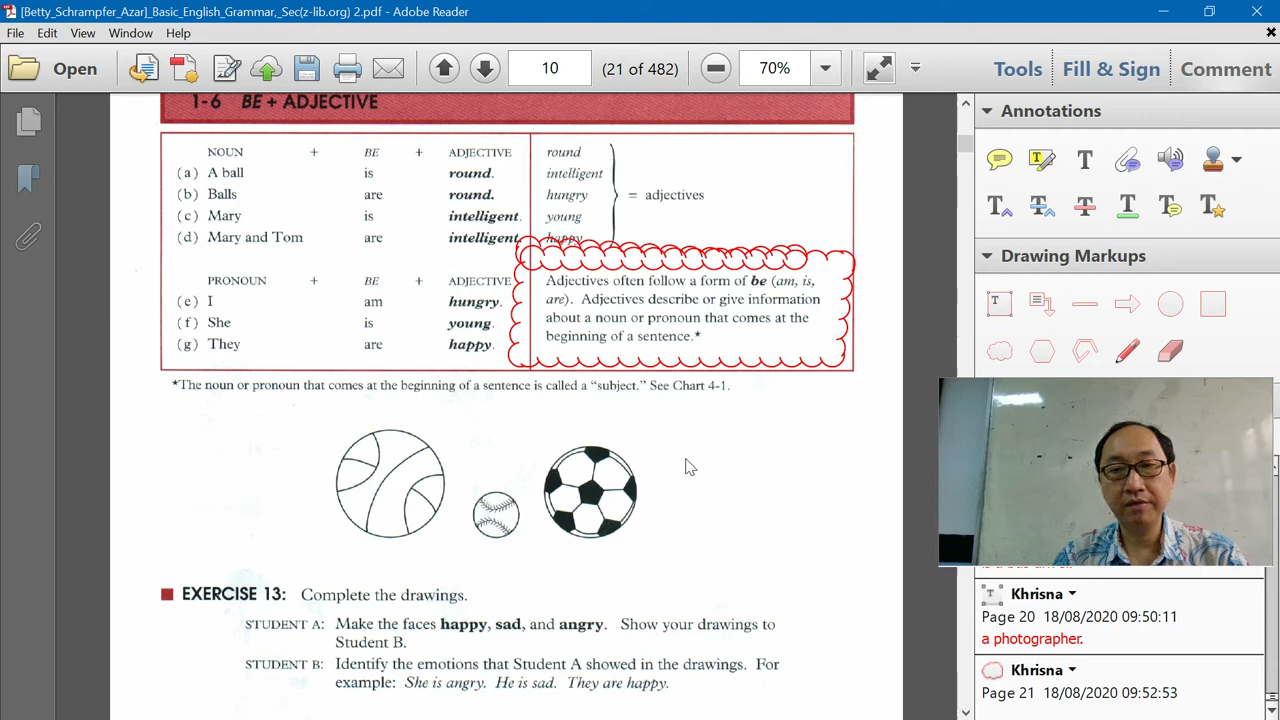 [Betty_Schrampfer_Azar]_Basic_English_Grammar,_Sec(z-lib.org) 2.pdf - Adobe Reader
File Edit View Window Help
Open 10 (21 of 482) 70% Tools Fill & Sign Comment
1-6 BE + ADJECTIVE
NOUN + BE + ADJECTIVE
(a) A ball is round.
(b) Balls are round.
(c) Mary is intelligent.
(d) Mary and Tom are intelligent.
PRONOUN + BE + ADJECTIVE
(e) I am hungry.
(f) She is young.
(g) They are happy.
round
intelligent
hungry = adjectives
young
happy
Adjectives often follow a form of be (am, is,
are). Adjectives describe or give information
about a noun or pronoun that comes at the
beginning of a sentence.*
*The noun or pronoun that comes at the beginning of a sentence is called a “subject.” See Chart 4-1.
EXERCISE 13: Complete the drawings.
STUDENT A: Make the faces happy, sad, and angry. Show your drawings to
Student B.
STUDENT B: Identify the emotions that Student A showed in the drawings. For
example: She is angry. He is sad. They are happy.
Annotations
Drawing Markups
Khrisna
Page 20 18/08/2020 09:50:11
a photographer.
Khrisna
Page 21 18/08/2020 09:52:53